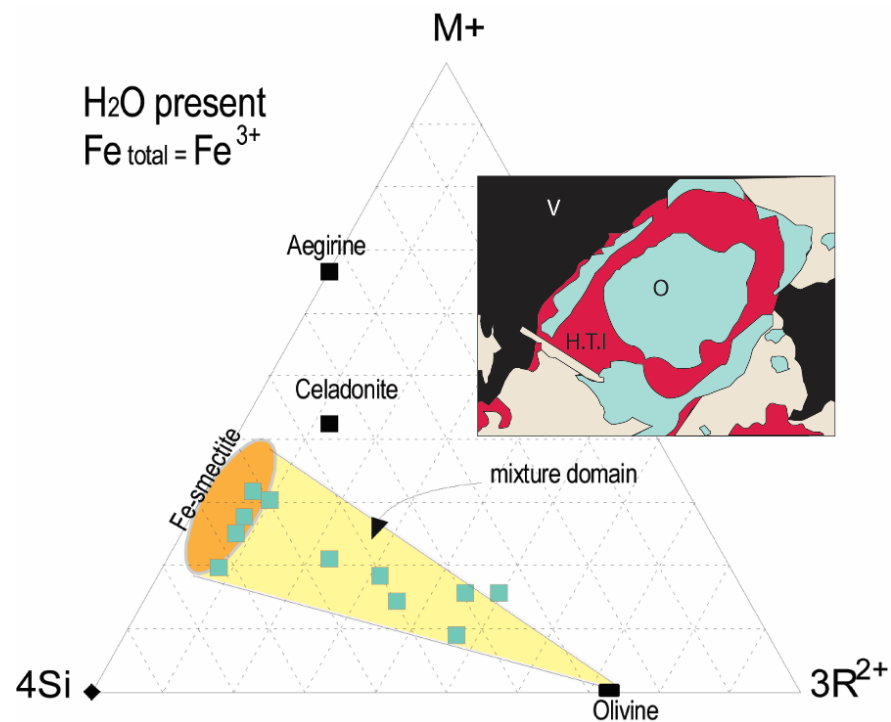 M+
H2O present
Fe total = Fe3+
V
Aegirine
O
H.T.I
Celadonite
Fe-smectite
mixture domain
4Si
3R2+
Olivine